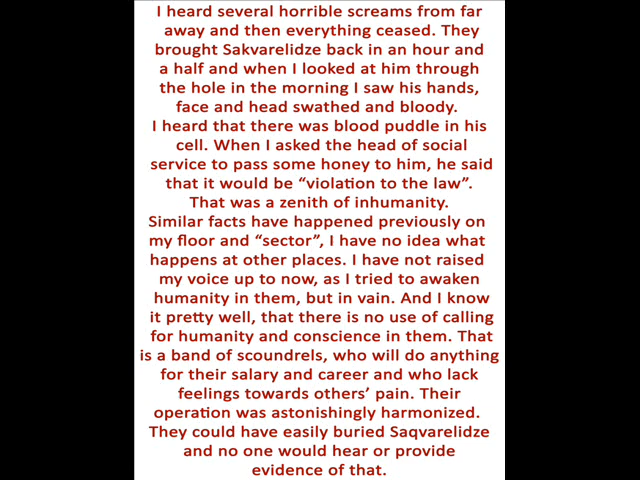 I heard several horrible screams from far
away and then everything ceased. They
brought Sakvarelidze back in an hour and
a half and when I looked at him through
the hole in the morning I saw his hands,
face and head swathed and bloody.
I heard that there was blood puddle in his
cell. When I asked the head of social
service to pass some honey to him, he said
that it would be “violation to the law”.
That was a zenith of inhumanity.
Similar facts have happened previously on
my floor and “sector”, I have no idea what
happens at other places. I have not raised
my voice up to now, as I tried to awaken
humanity in them, but in vain. And I know
it pretty well, that there is no use of calling
for humanity and conscience in them. That
is a band of scoundrels, who will do anything
for their salary and career and who lack
feelings towards others’ pain. Their
operation was astonishingly harmonized.
They could have easily buried Saqvarelidze
and no one would hear or provide
evidence of that.